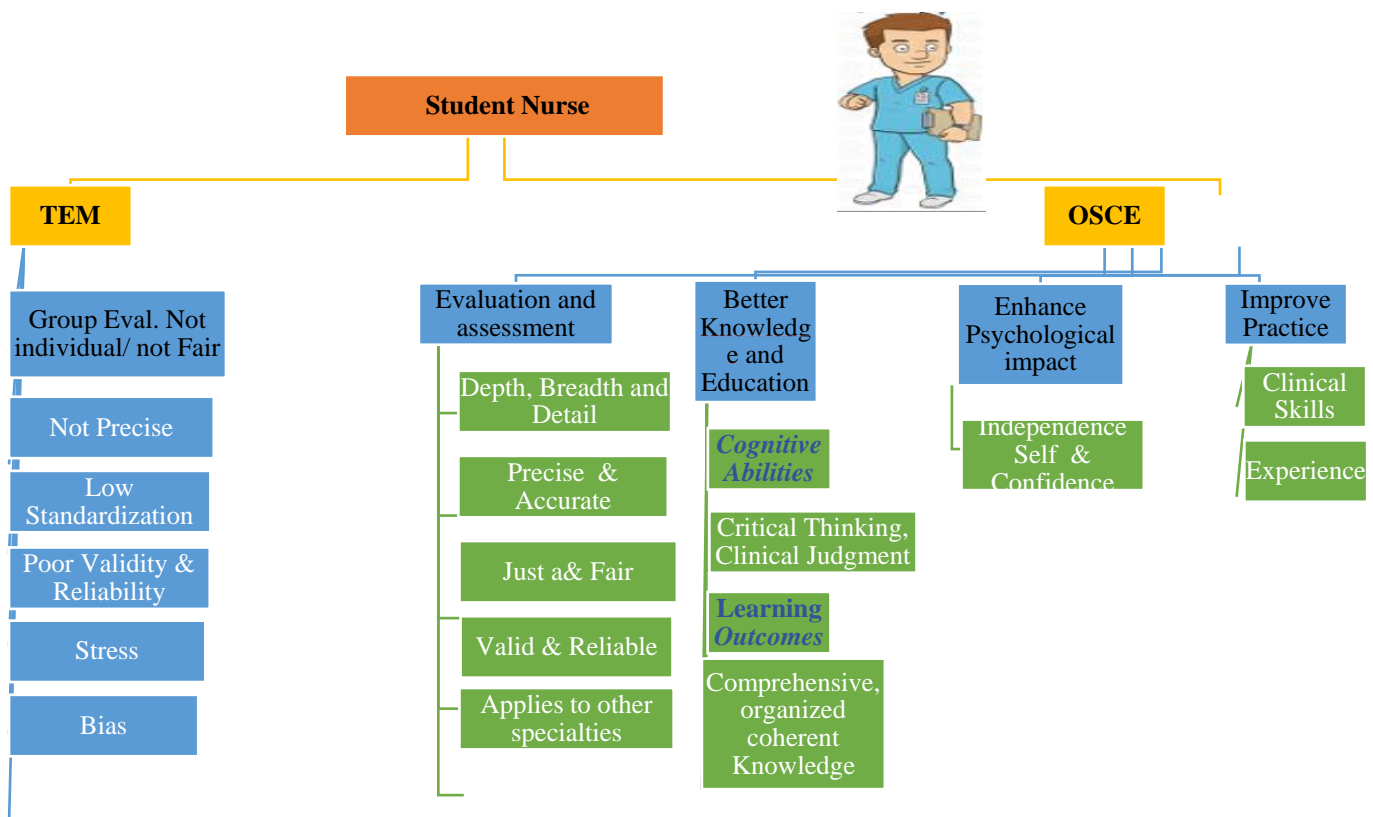 Student Nurse
TEM
OSCE
Group Eval. Not
individual/ not Fair
Not Precise
Low
Standardization
Poor Validity &
Reliability
Stress
Bias
Evaluation and
assessment
Depth, Breadth and
Detail
Precise & 
Accurate
Just a& Fair
Valid & Reliable
Applies to other
specialties
Better
Knowledg
e and
Education
Cognitive
Abilities
Critical Thinking,
Clinical Judgment
Learning
Outcomes
Comprehensive,
organized
coherent
Knowledge
Enhance
Psychological
impact
Independence
Self & 
Confidence
Improve
Practice
Clinical
Skills
Experience